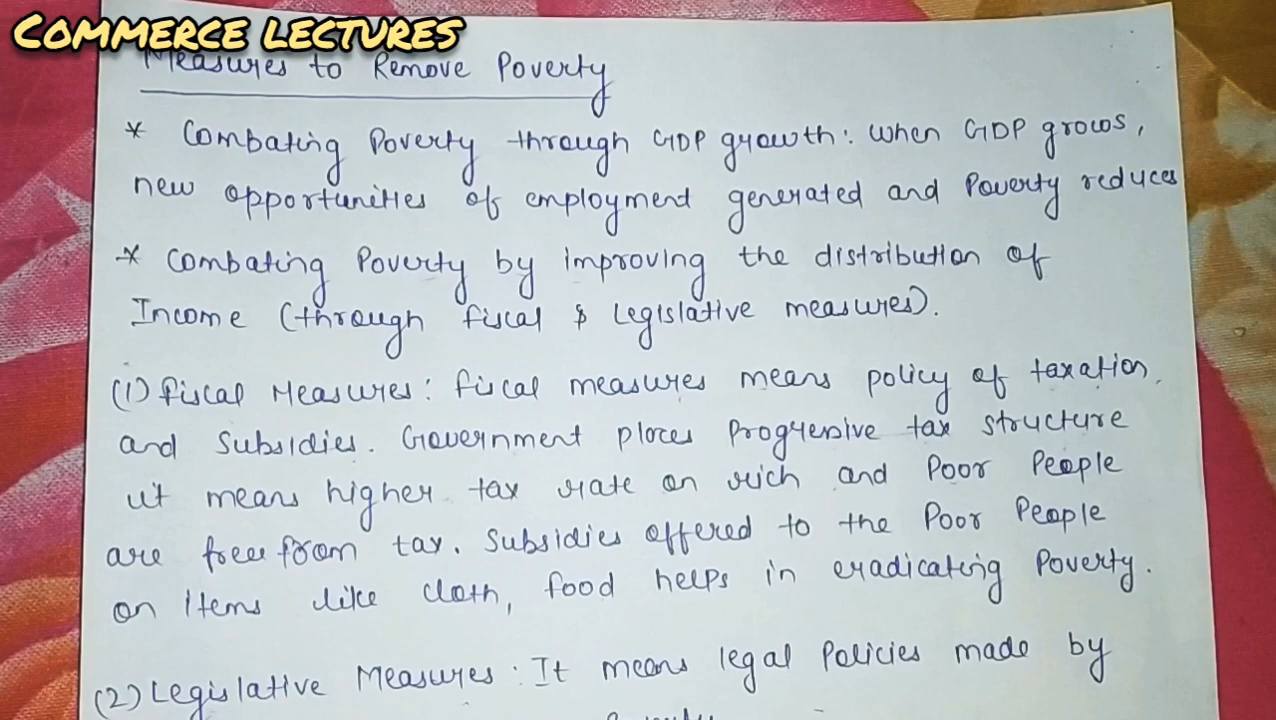 COMMERCE LECTURES
Measures to Remove Poverty
* Combating Poverty through GDP growth: when GDP grows,
new opportunities of employment generated and Poverty reduces
* Combating Poverty by improving the distribution of
Income (through fiscal & Legislative measures).
(1) Fiscal Measures: Fiscal measures means policy of taxation
and Subsidies. Government places Progressive tax structure
it means higher tax rate on rich and Poor People
are free from tax. Subsidies offered to the Poor People
on items like cloth, food helps in eradicating Poverty.
(2) Legislative Measures: It means legal Policies made by